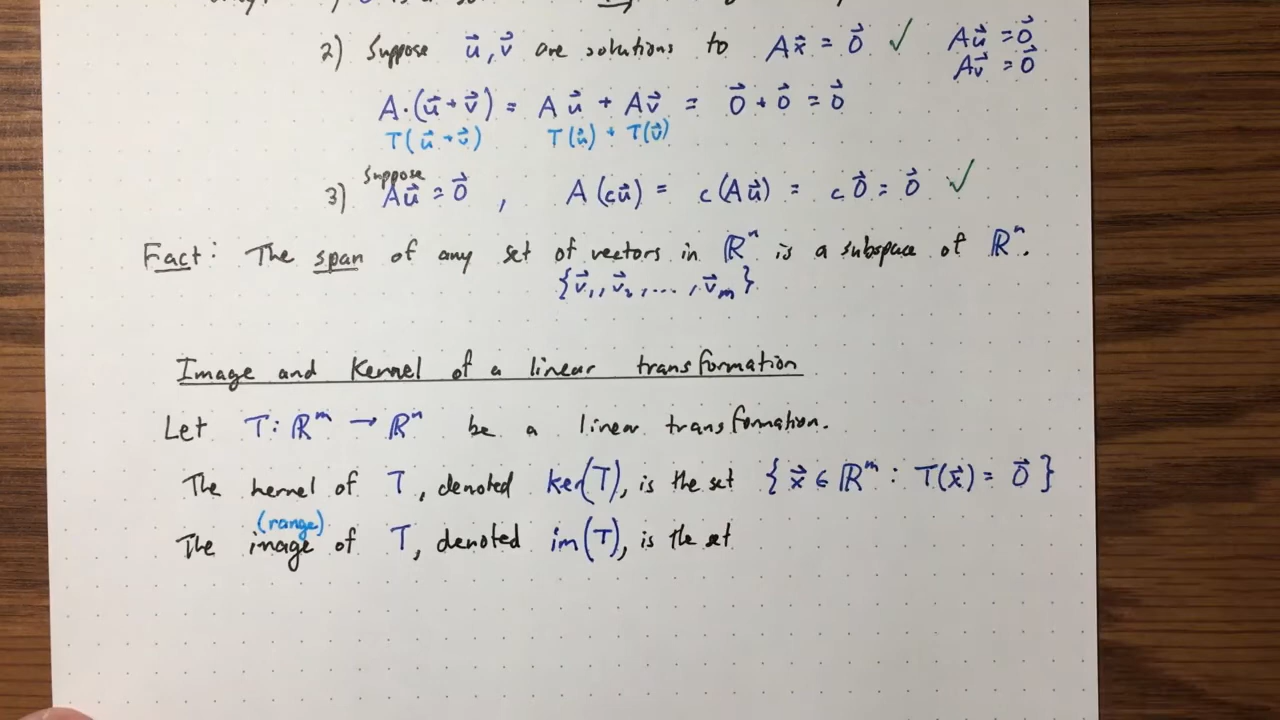 is a
2) Suppose u⃗, v⃗ are solutions to Ax⃗ = 0⃗ ✓ Au⃗ = 0⃗
Av⃗ = 0⃗
A·(u⃗ + v⃗) = Au⃗ + Av⃗ = 0⃗ + 0⃗ = 0⃗
T(u⃗ + v⃗) T(u⃗) + T(v⃗)
Suppose
3) Au⃗ = 0⃗ , A(cu⃗) = c(Au⃗) = c0⃗ = 0⃗ ✓
Fact: The span of any set of vectors in ℝⁿ is a subspace of ℝⁿ.
{v⃗₁, v⃗₂, ..., v⃗ₘ}
Image and Kernel of a linear transformation
Let T: ℝᵐ → ℝⁿ be a linear transformation.
The kernel of T, denoted ker(T), is the set {x⃗ ∈ ℝᵐ : T(x⃗) = 0⃗}
(range)
The image of T, denoted im(T), is the set